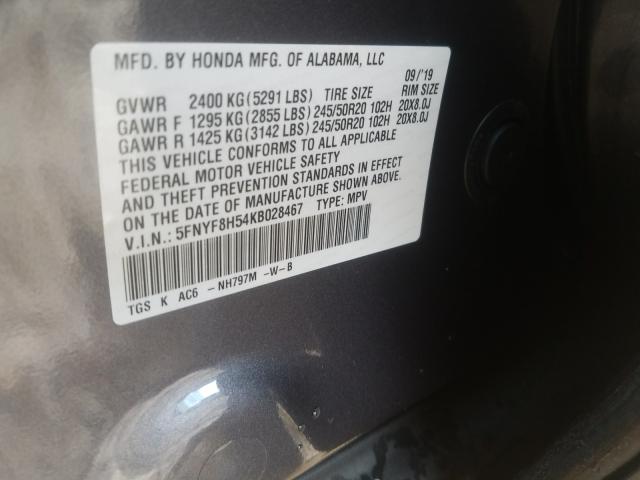 MFD. BY HONDA MFG. OF ALABAMA, LLC
09/'19
GVWR 2400 KG (5291 LBS) TIRE SIZE RIM SIZE
GAWR F 1295 KG (2855 LBS) 245/50R20 102H 20X8.0J
GAWR R 1425 KG (3142 LBS) 245/50R20 102H 20X8.0J
THIS VEHICLE CONFORMS TO ALL APPLICABLE
FEDERAL MOTOR VEHICLE SAFETY
AND THEFT PREVENTION STANDARDS IN EFFECT
ON THE DATE OF MANUFACTURE SHOWN ABOVE.
V.I.N.: 5FNYF8H54KB028467 TYPE: MPV
TGS K AC6 - NH797M -W-B